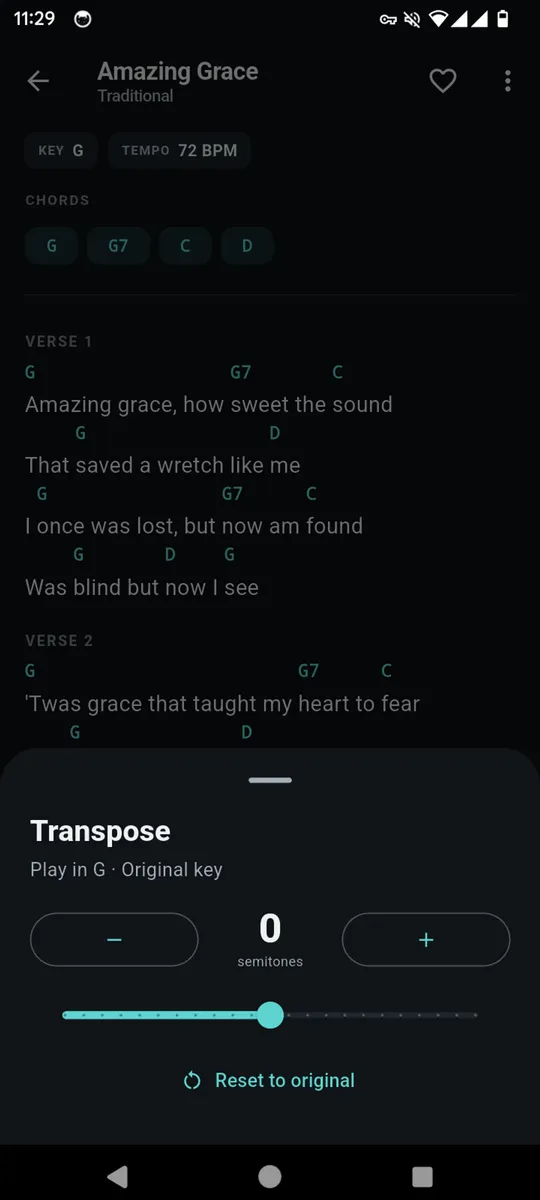 11:29
Amazing Grace
Traditional
KEY G TEMPO 72 BPM
CHORDS
G G7 C D
VERSE 1
G G7 C
Amazing grace, how sweet the sound
G D
That saved a wretch like me
G G7 C
I once was lost, but now am found
G D G
Was blind but now I see
VERSE 2
G G7 C
'Twas grace that taught my heart to fear
G D
Transpose
Play in G · Original key
− 0 +
semitones
Reset to original